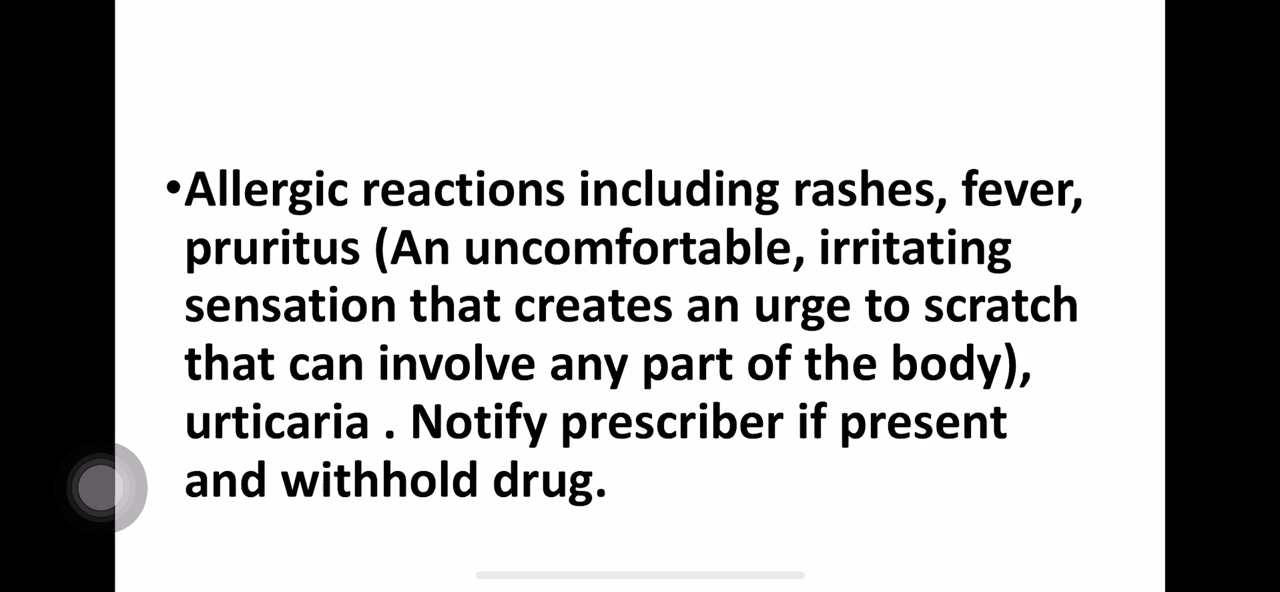 •Allergic reactions including rashes, fever,
pruritus (An uncomfortable, irritating
sensation that creates an urge to scratch
that can involve any part of the body),
urticaria . Notify prescriber if present
and withhold drug.